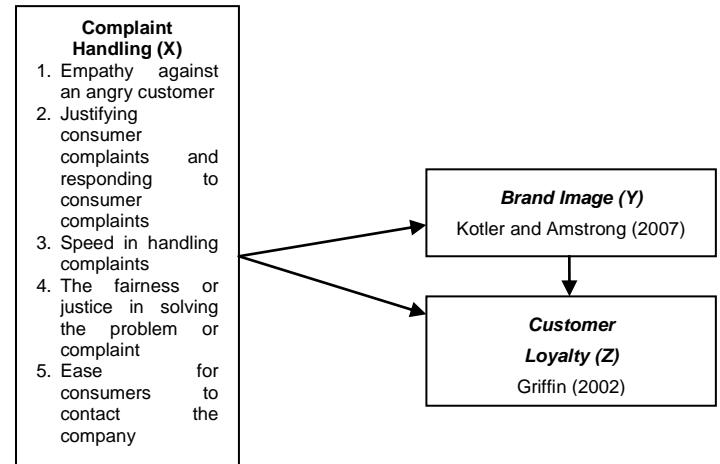 Complaint
Handling (X)
1. Empathy against
an angry customer
2. Justifying
consumer
complaints and
responding to
consumer
complaints
3. Speed in handling
complaints
4. The fairness or
justice in solving
the problem or
complaint
5. Ease for
consumers to
contact the
company
Brand Image (Y)
Kotler and Amstrong (2007)
Customer
Loyalty (Z)
Griffin (2002)